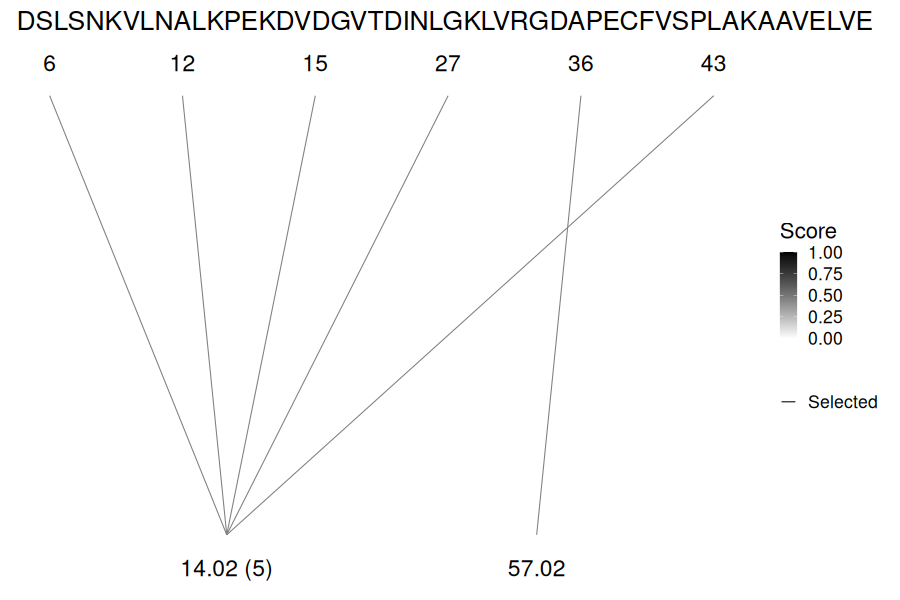 DSLSNKVLNALKPEKDVDGVTDINLGKLVRGDAPECFVSPLAKAAVELVE
6 12 15 27 36 43
Score
1.00
0.75
0.50
0.25
0.00
Selected
14.02 (5) 57.02